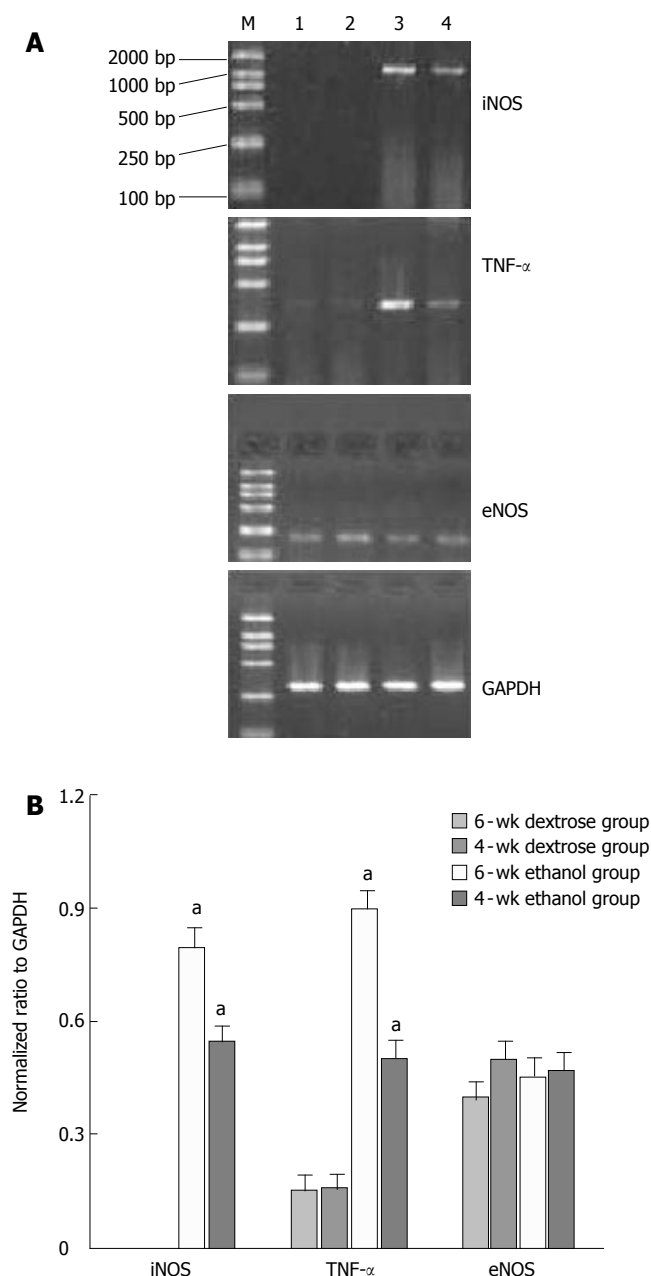 A
M 1 2 3 4
2000 bp
1000 bp
500 bp
250 bp
100 bp
iNOS
TNF-α
eNOS
GAPDH
B
Normalized ratio to GAPDH
1.2
0.9
0.6
0.3
0
6-wk dextrose group
4-wk dextrose group
6-wk ethanol group
4-wk ethanol group
a
a
a
a
iNOS TNF-α eNOS